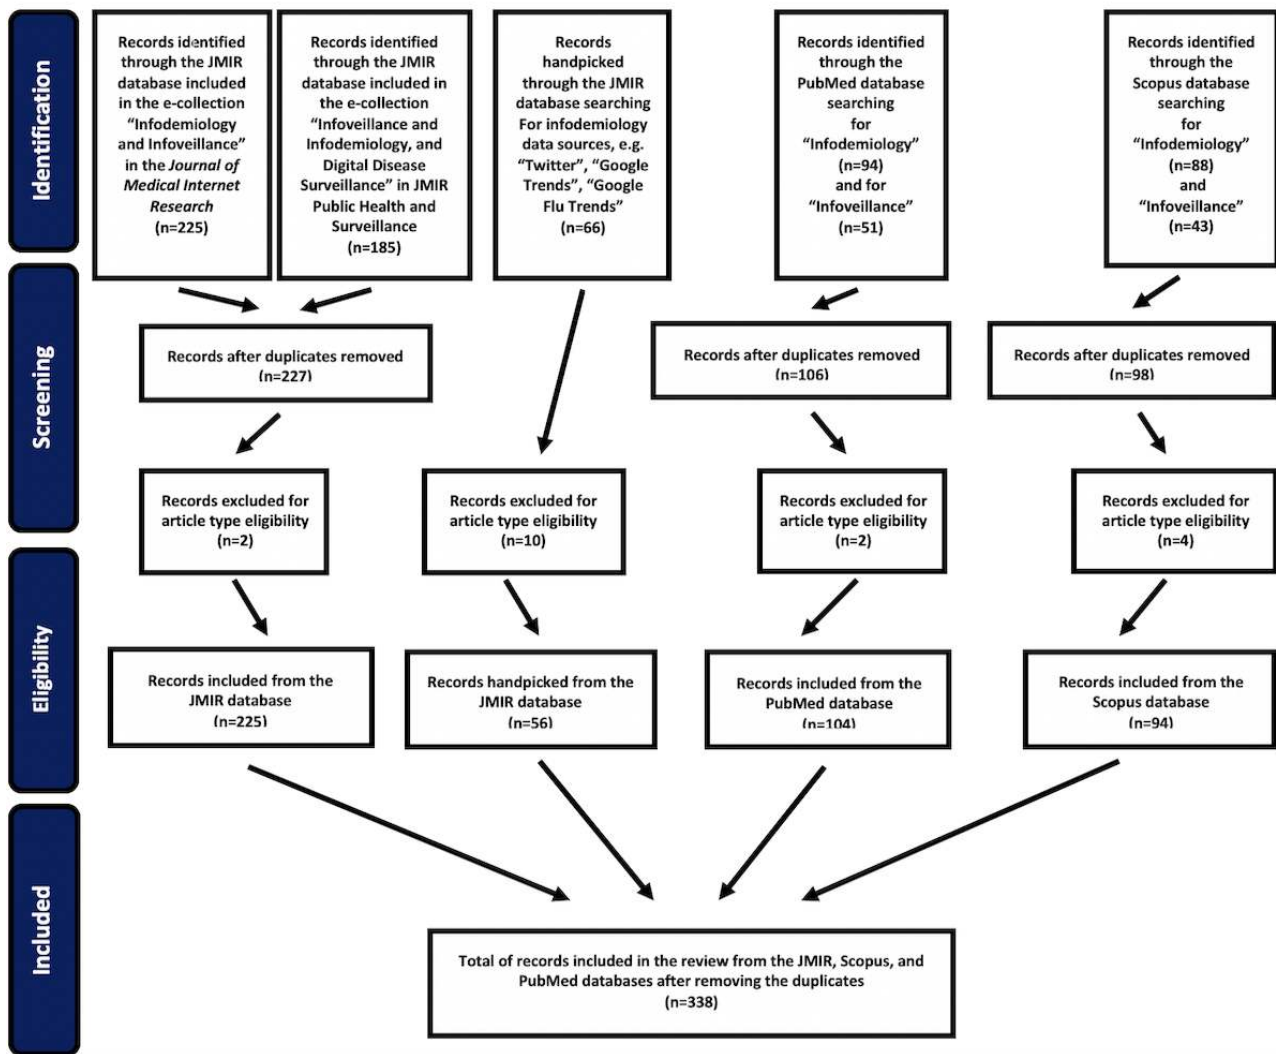 Identification
Records identified
through the JMIR
database included
in the e-collection
“Infodemiology
and Infoveillance”
in the Journal of
Medical Internet
Research
(n=225)
Records identified
through the JMIR
database included in
the e-collection
“Infoveillance and
Infodemiology, and
Digital Disease
Surveillance” in JMIR
Public Health and
Surveillance
(n=185)
Records
handpicked
through the JMIR
database searching
For infodemiology
data sources, e.g.
“Twitter”, “Google
Trends”, “Google
Flu Trends”
(n=66)
Records identified
through the
PubMed database
searching
for
“Infodemiology”
(n=94)
and for
“Infoveillance”
(n=51)
Records identified
through the
Scopus database
searching
for
“Infodemiology”
(n=88)
and
“Infoveillance”
(n=43)
Screening
Records after duplicates removed
(n=227)
Records after duplicates removed
(n=106)
Records after duplicates removed
(n=98)
Records excluded for
article type eligibility
(n=2)
Records excluded for
article type eligibility
(n=10)
Records excluded for
article type eligibility
(n=2)
Records excluded for
article type eligibility
(n=4)
Eligibility
Records included from the
JMIR database
(n=225)
Records handpicked from the
JMIR database
(n=56)
Records included from the
PubMed database
(n=104)
Records included from the
Scopus database
(n=94)
Included
Total of records included in the review from the JMIR, Scopus, and
PubMed databases after removing the duplicates
(n=338)